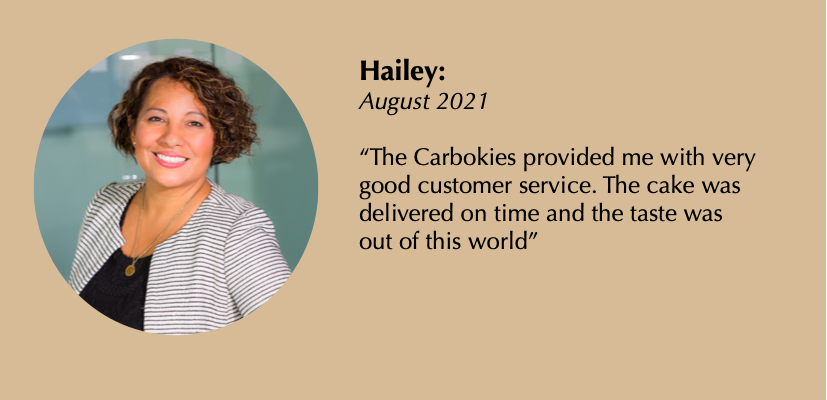 Hailey:
August 2021
“The Carbokies provided me with very
good customer service. The cake was
delivered on time and the taste was
out of this world”